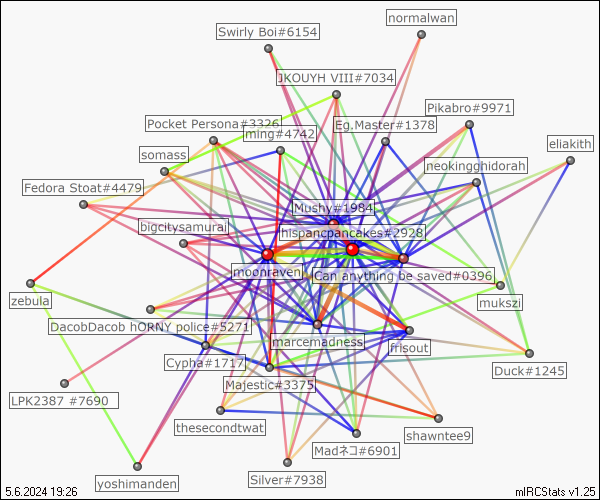 normalwan
Swirly Boi#6154
JKOUYH VIII#7034
Pikabro#9971
Pocket Persona#3326
Eg.Master#1378
ming#4742
eliakith
somass
neokingghidorah
Fedora Stoat#4479
Mushy#1984
bigcitysamurai
hispancpancakes#2928
moonraven
Can anything be saved#0396
zebula
mukszi
DacobDacob hORNY police#5271
marcemadness
frisout
Cypha#1717
Duck#1245
Majestic#3375
LPK2387 #7690
thesecondtwat
shawntee9
Madネコ#6901
Silver#7938
yoshimanden
5.6.2024 19:26
mIRCStats v1.25